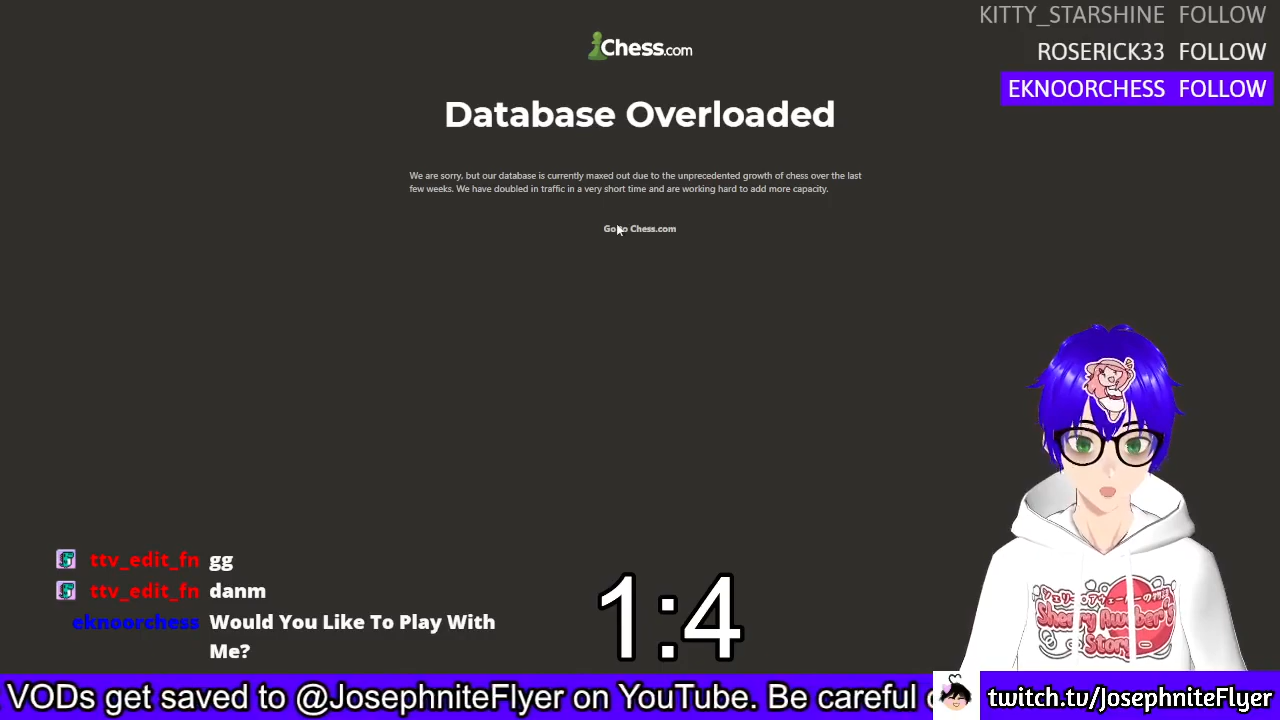 KITTY_STARSHINE FOLLOW
Chess.com
ROSERICK33 FOLLOW
EKNOORCHESS FOLLOW
Database Overloaded
We are sorry, but our database is currently maxed out due to the unprecedented growth of chess over the last
few weeks. We have doubled in traffic in a very short time and are working hard to add more capacity.
Go to Chess.com
ttv_edit_fn gg
ttv_edit_fn danm
eknoorchess Would You Like To Play With
Me?
1:4
Sherry Awbert's
Story
VODs get saved to @JosephniteFlyer on YouTube. Be careful
twitch.tv/JosephniteFlyer